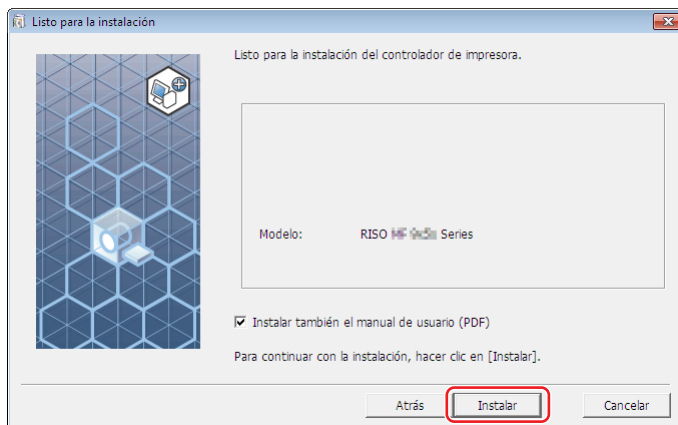 Listo para la instalación
Listo para la instalación del controlador de impresora.
Modelo: RISO Series
Instalar también el manual de usuario (PDF)
Para continuar con la instalación, hacer clic en [Instalar].
Atrás Instalar Cancelar